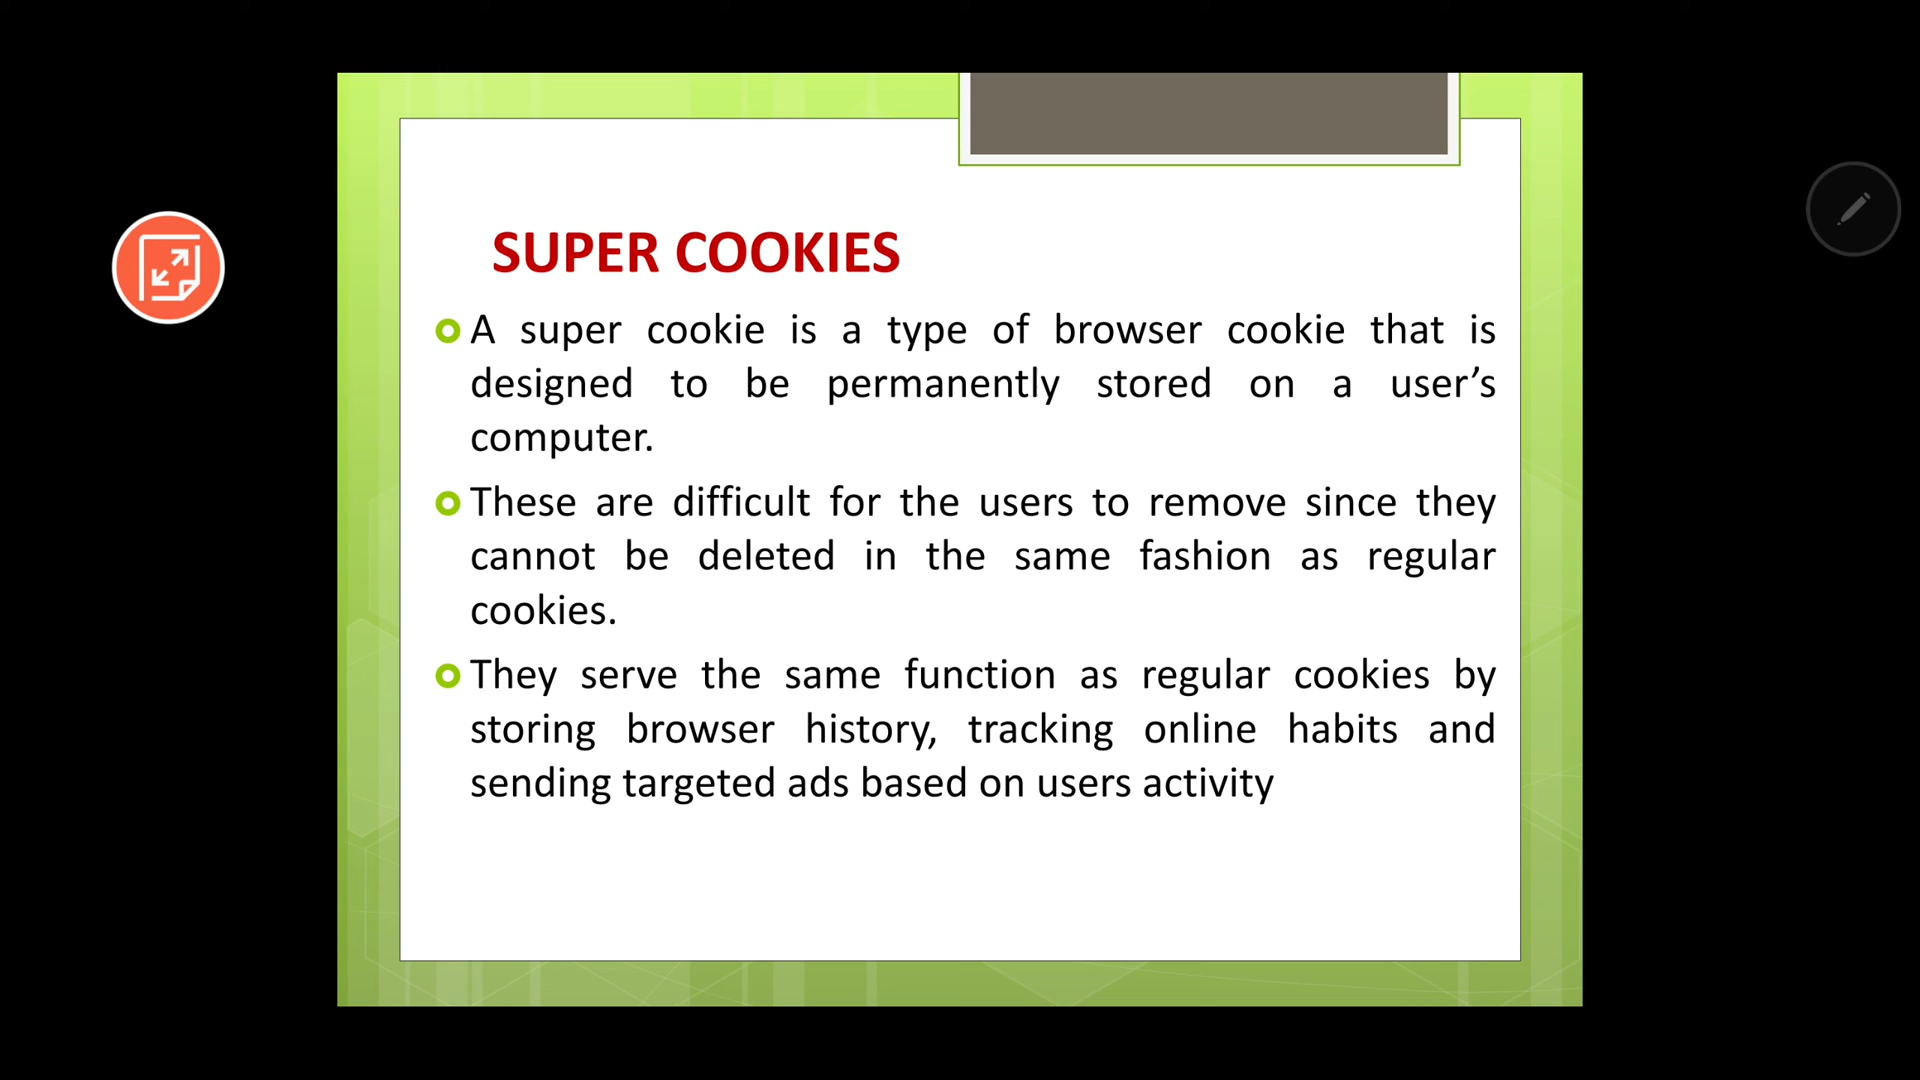 SUPER COOKIES
A super cookie is a type of browser cookie that is
designed to be permanently stored on a user’s
computer.
These are difficult for the users to remove since they
cannot be deleted in the same fashion as regular
cookies.
They serve the same function as regular cookies by
storing browser history, tracking online habits and
sending targeted ads based on users activity